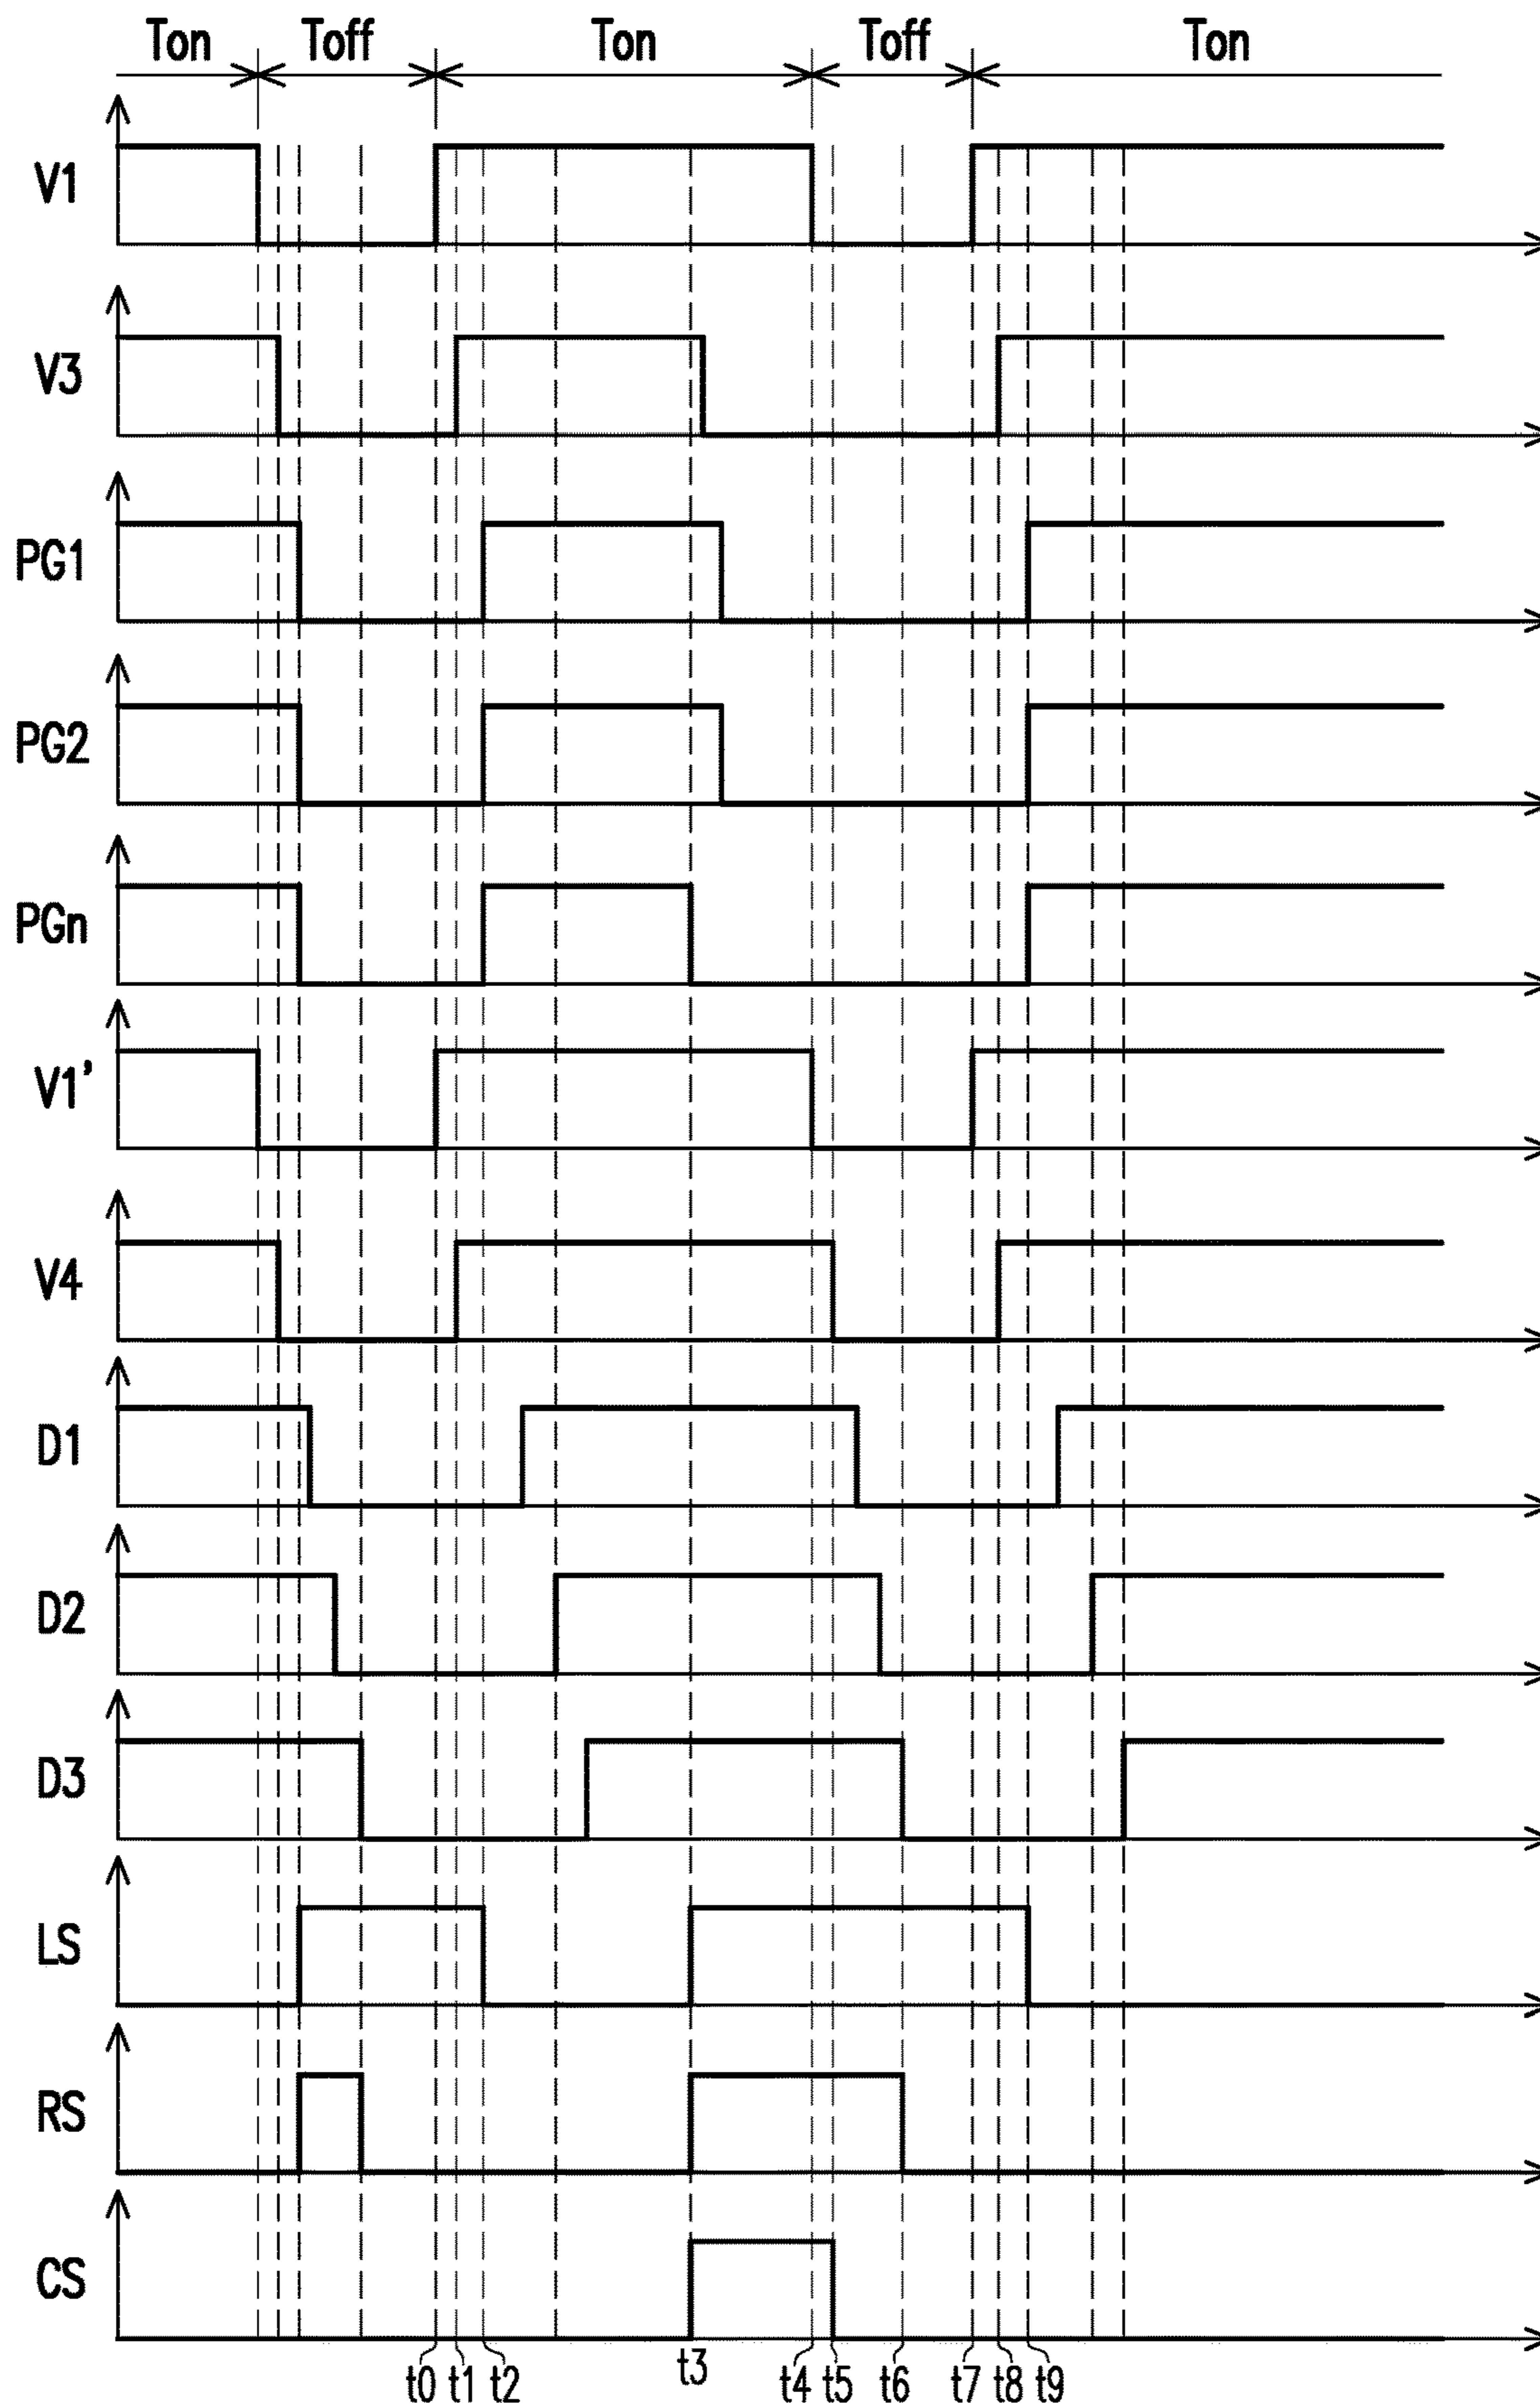 Ton Toff Ton Toff Ton
V1
V3
PG1
PG2
PGn
V1'
V4
D1
D2
D3
LS
RS
CS
t0 t1 t2 t3 t4 t5 t6 t7 t8 t9